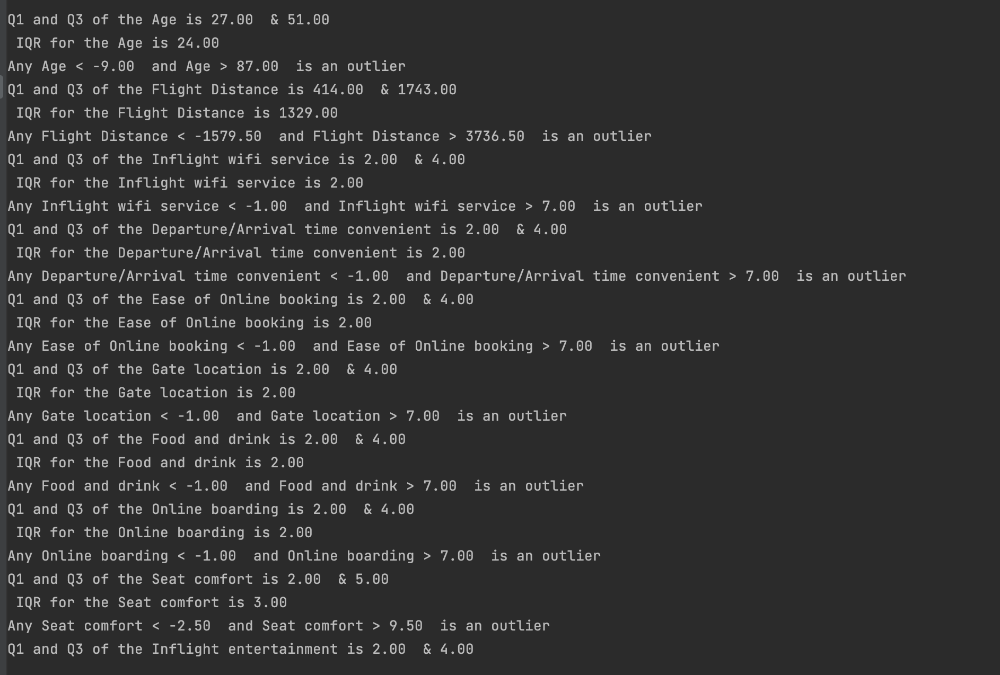 Q1 and Q3 of the Age is 27.00  & 51.00
 IQR for the Age is 24.00
Any Age < -9.00  and Age > 87.00  is an outlier
Q1 and Q3 of the Flight Distance is 414.00  & 1743.00
 IQR for the Flight Distance is 1329.00
Any Flight Distance < -1579.50  and Flight Distance > 3736.50  is an outlier
Q1 and Q3 of the Inflight wifi service is 2.00  & 4.00
 IQR for the Inflight wifi service is 2.00
Any Inflight wifi service < -1.00  and Inflight wifi service > 7.00  is an outlier
Q1 and Q3 of the Departure/Arrival time convenient is 2.00  & 4.00
 IQR for the Departure/Arrival time convenient is 2.00
Any Departure/Arrival time convenient < -1.00  and Departure/Arrival time convenient > 7.00  is an outlier
Q1 and Q3 of the Ease of Online booking is 2.00  & 4.00
 IQR for the Ease of Online booking is 2.00
Any Ease of Online booking < -1.00  and Ease of Online booking > 7.00  is an outlier
Q1 and Q3 of the Gate location is 2.00  & 4.00
 IQR for the Gate location is 2.00
Any Gate location < -1.00  and Gate location > 7.00  is an outlier
Q1 and Q3 of the Food and drink is 2.00  & 4.00
 IQR for the Food and drink is 2.00
Any Food and drink < -1.00  and Food and drink > 7.00  is an outlier
Q1 and Q3 of the Online boarding is 2.00  & 4.00
 IQR for the Online boarding is 2.00
Any Online boarding < -1.00  and Online boarding > 7.00  is an outlier
Q1 and Q3 of the Seat comfort is 2.00  & 5.00
 IQR for the Seat comfort is 3.00
Any Seat comfort < -2.50  and Seat comfort > 9.50  is an outlier
Q1 and Q3 of the Inflight entertainment is 2.00  & 4.00